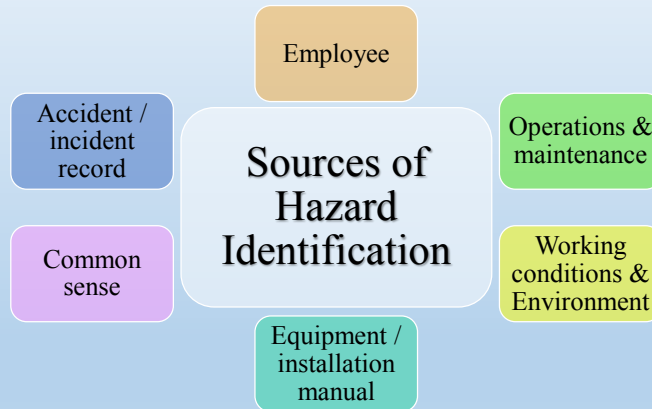 Employee
Accident /
incident
record
Operations &
maintenance
Sources of
Hazard
Identification
Common
sense
Working
conditions &
Environment
Equipment /
installation
manual